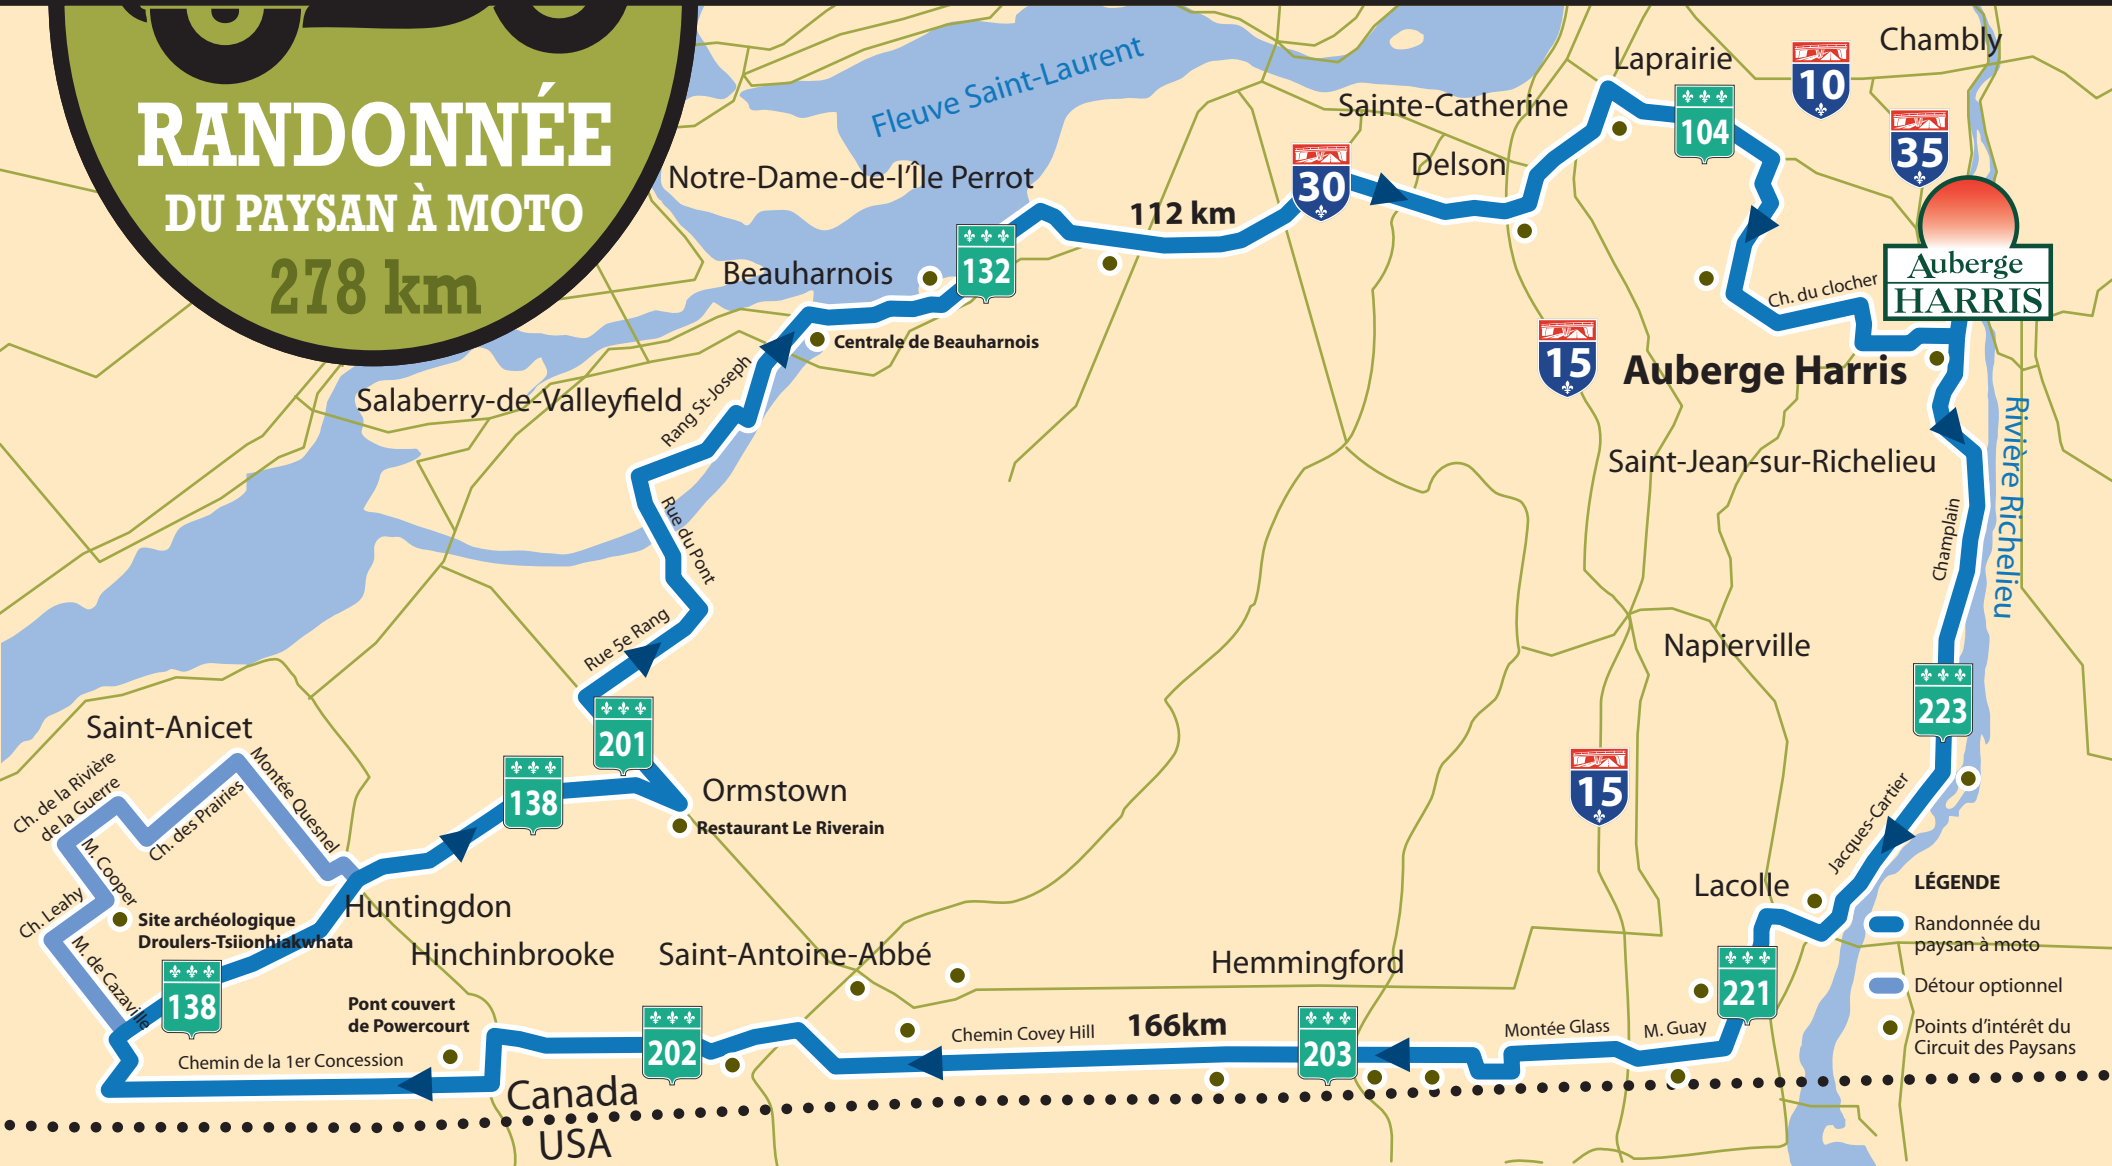 RANDONNÉE
DU PAYSAN À MOTO
278 km
Fleuve Saint-Laurent
Notre-Dame-de-l'Île Perrot
Beauharnois
132
112 km
30
Sainte-Catherine
Delson
Laprairie
104
10
Chambly
35
Auberge
HARRIS
Ch. du clocher
15
Auberge Harris
Centrale de Beauharnois
Salaberry-de-Valleyfield
Rang St-Joseph
Rue du Pont
Rue 5e Rang
Saint-Jean-sur-Richelieu
Rivière Richelieu
Champlain
Napierville
223
201
138
Ormstown
Restaurant Le Riverain
15
Jacques-Cartier
Lacolle
Saint-Anicet
Ch. de la Rivière
de la Guerre
Ch. des Prairies
Montée Quesnel
M. Cooper
Ch. Leahy
M. de Cazaville
Site archéologique
Droulers-Tsiionhiakwhata
138
Huntingdon
Hinchinbrooke
Saint-Antoine-Abbé
Hemmingford
Pont couvert
de Powercourt
Chemin de la 1er Concession
202
Chemin Covey Hill
166km
203
Montée Glass
M. Guay
221
Canada
USA
LÉGENDE
Randonnée du
paysan à moto
Détour optionnel
Points d'intérêt du
Circuit des Paysans